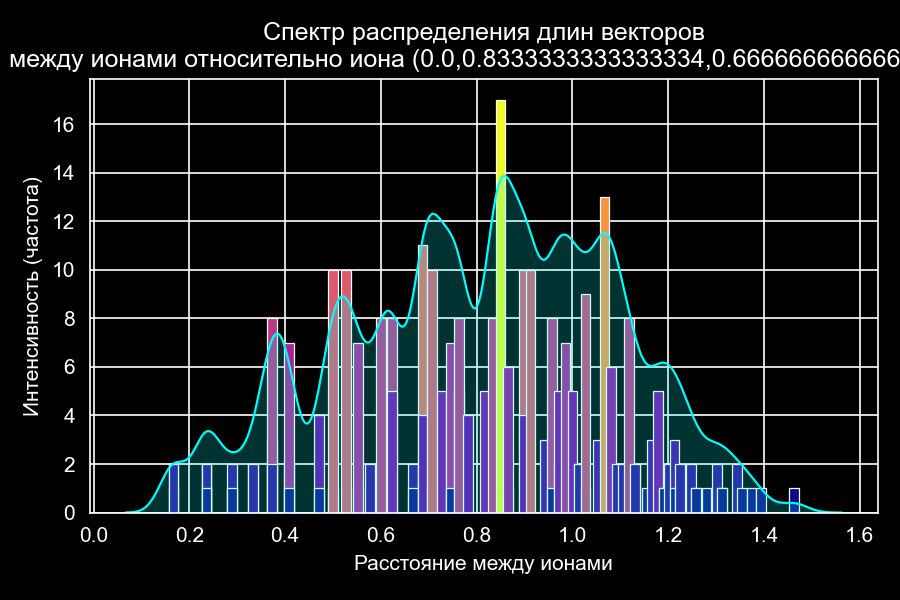 Спектр распределения длин векторов
между ионами относительно иона (0.0,0.8333333333333334,0.6666666666666
16
14
12
10
8
6
4
2
0
Интенсивность (частота)
0.0 0.2 0.4 0.6 0.8 1.0 1.2 1.4 1.6
Расстояние между ионами